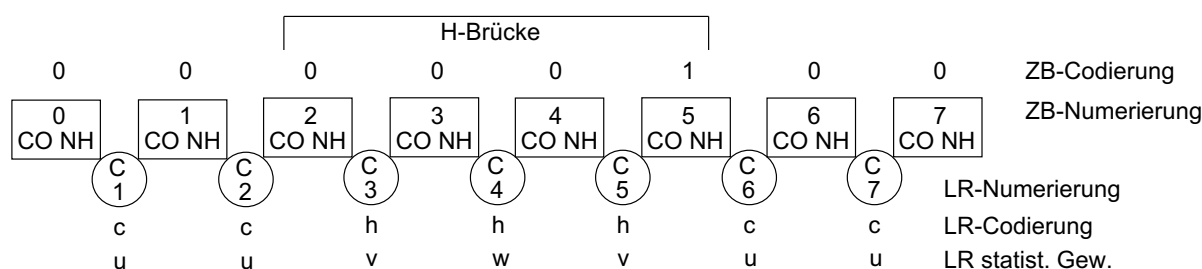 H-Brücke
0 0 0 0 0 1 0 0 ZB-Codierung
0 1 2 3 4 5 6 7 ZB-Numerierung
CO NH CO NH CO NH CO NH CO NH CO NH CO NH CO NH
C C C C C C C
1 2 3 4 5 6 7 LR-Numerierung
c c h h h c c LR-Codierung
u u v w v u u LR statist. Gew.